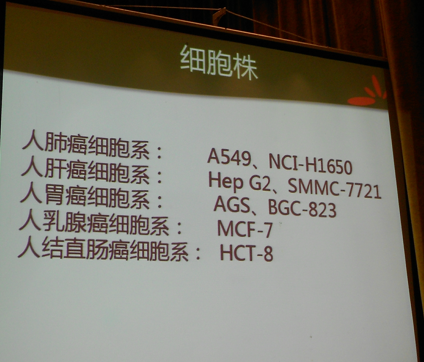 细胞株
人肺癌细胞系： A549、NCI-H1650
人肝癌细胞系： Hep G2、SMMC-7721
人胃癌细胞系： AGS、BGC-823
人乳腺癌细胞系： MCF-7
人结直肠癌细胞系： HCT-8